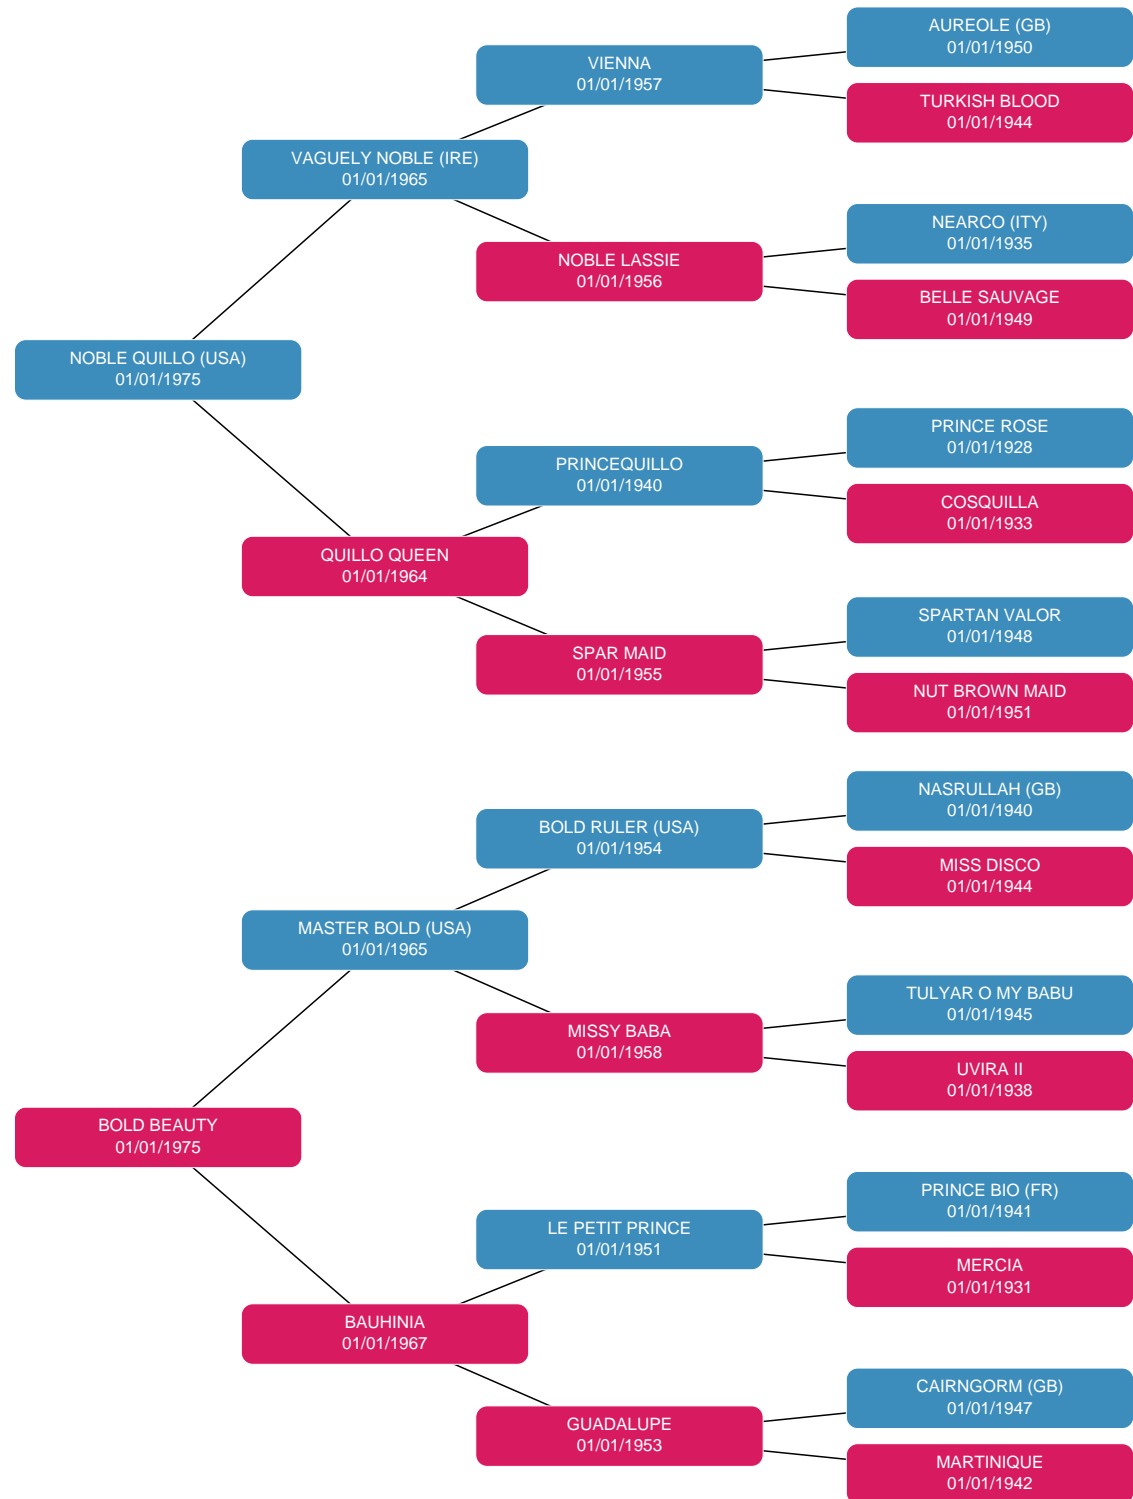 AUREOLE (GB)
01/01/1950
VIENNA
01/01/1957
TURKISH BLOOD
01/01/1944
VAGUELY NOBLE (IRE)
01/01/1965
NEARCO (ITY)
01/01/1935
NOBLE LASSIE
01/01/1956
BELLE SAUVAGE
01/01/1949
NOBLE QUILLO (USA)
01/01/1975
PRINCE ROSE
01/01/1928
PRINCEQUILLO
01/01/1940
COSQUILLA
01/01/1933
QUILLO QUEEN
01/01/1964
SPARTAN VALOR
01/01/1948
SPAR MAID
01/01/1955
NUT BROWN MAID
01/01/1951
NASRULLAH (GB)
01/01/1940
BOLD RULER (USA)
01/01/1954
MISS DISCO
01/01/1944
MASTER BOLD (USA)
01/01/1965
TULYAR O MY BABU
01/01/1945
MISSY BABA
01/01/1958
UVIRA II
01/01/1938
BOLD BEAUTY
01/01/1975
PRINCE BIO (FR)
01/01/1941
LE PETIT PRINCE
01/01/1951
MERCIA
01/01/1931
BAUHINIA
01/01/1967
CAIRNGORM (GB)
01/01/1947
GUADALUPE
01/01/1953
MARTINIQUE
01/01/1942